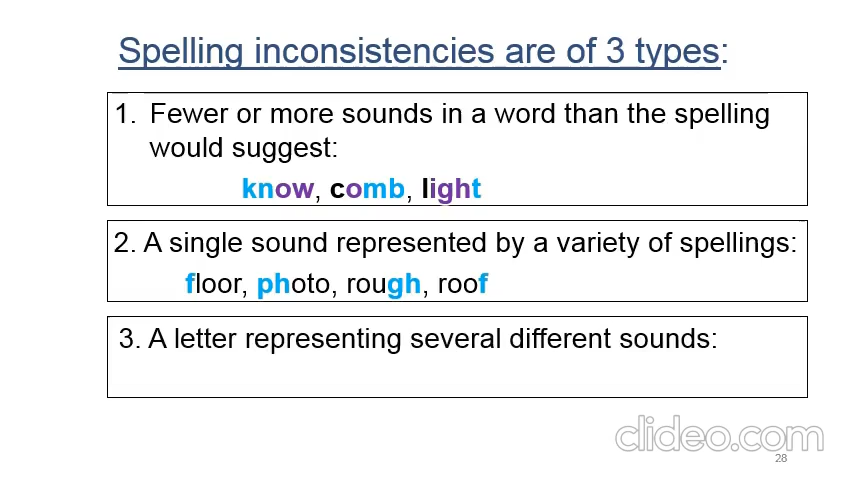 Spelling inconsistencies are of 3 types:
1. Fewer or more sounds in a word than the spelling
would suggest:
know, comb, light
2. A single sound represented by a variety of spellings:
floor, photo, rough, roof
3. A letter representing several different sounds:
clideo.com
28